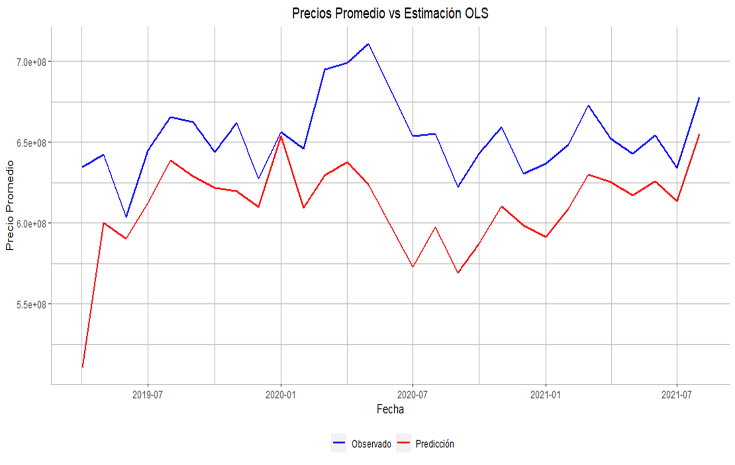 Precios Promedio vs Estimación OLS
Precio Promedio
7.0e+08
6.5e+08
6.0e+08
5.5e+08
2019-07 2020-01 2020-07 2021-01 2021-07
Fecha
Observado Predicción